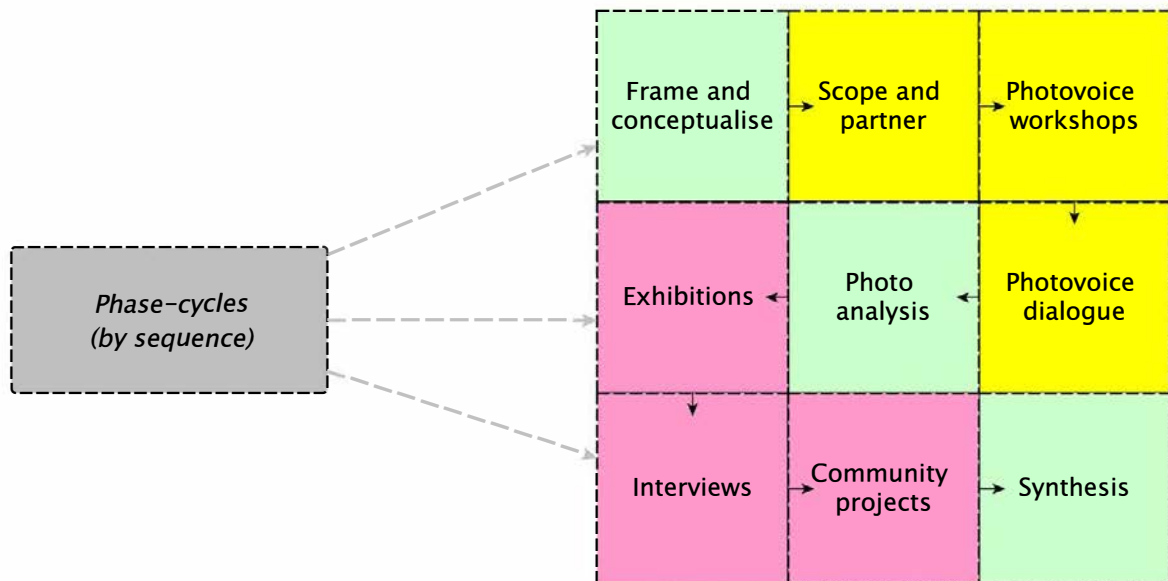 Frame and
conceptualise
Scope and
partner
Photovoice
workshops
Phase-cycles
(by sequence)
Exhibitions
Photo
analysis
Photovoice
dialogue
Interviews
Community
projects
Synthesis